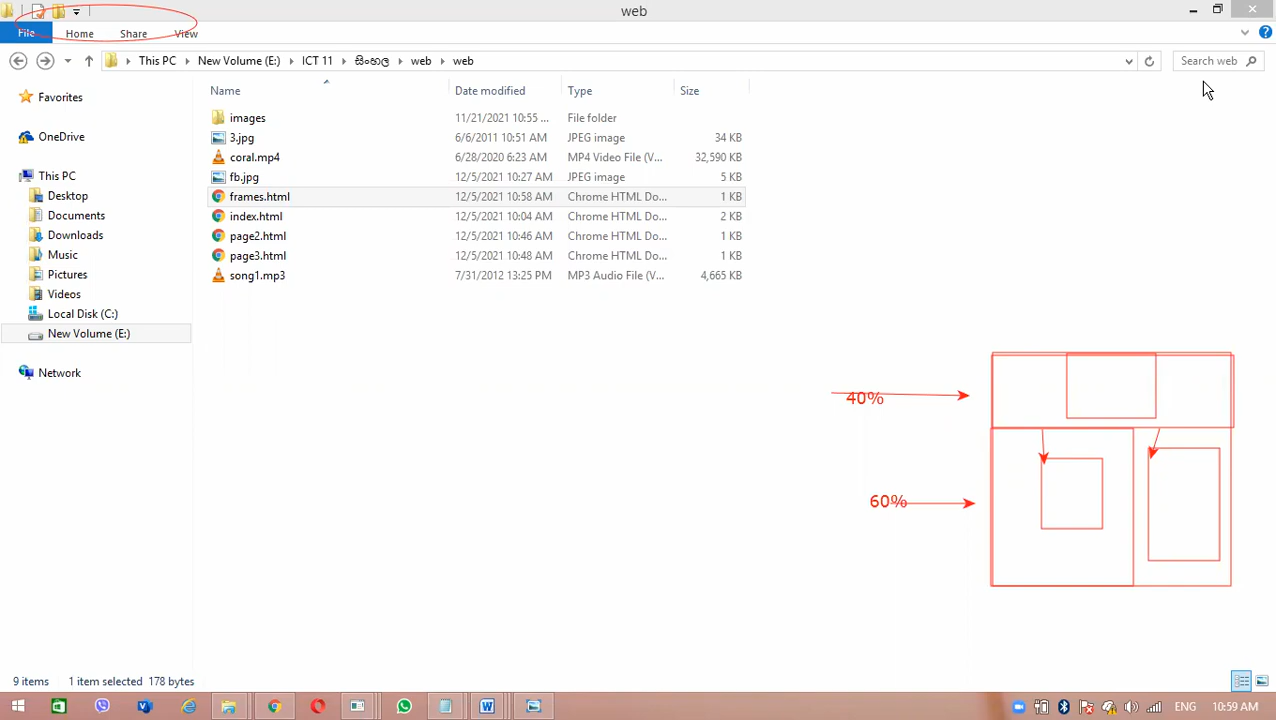 web
File Home Share View
This PC New Volume (E:) ICT 11 සිංහල web web
Search web
Name Date modified Type Size
Favorites
OneDrive
This PC
Desktop
Documents
Downloads
Music
Pictures
Videos
Local Disk (C:)
New Volume (E:)
Network
images 11/21/2021 10:55 ... File folder
3.jpg 6/6/2011 10:51 AM JPEG image 34 KB
coral.mp4 6/28/2020 6:23 AM MP4 Video File (V... 32,590 KB
fb.jpg 12/5/2021 10:27 AM JPEG image 5 KB
frames.html 12/5/2021 10:58 AM Chrome HTML Do... 1 KB
index.html 12/5/2021 10:04 AM Chrome HTML Do... 2 KB
page2.html 12/5/2021 10:46 AM Chrome HTML Do... 1 KB
page3.html 12/5/2021 10:48 AM Chrome HTML Do... 1 KB
song1.mp3 7/31/2012 13:25 PM MP3 Audio File (V... 4,665 KB
40%
60%
9 items 1 item selected 178 bytes
ENG 10:59 AM